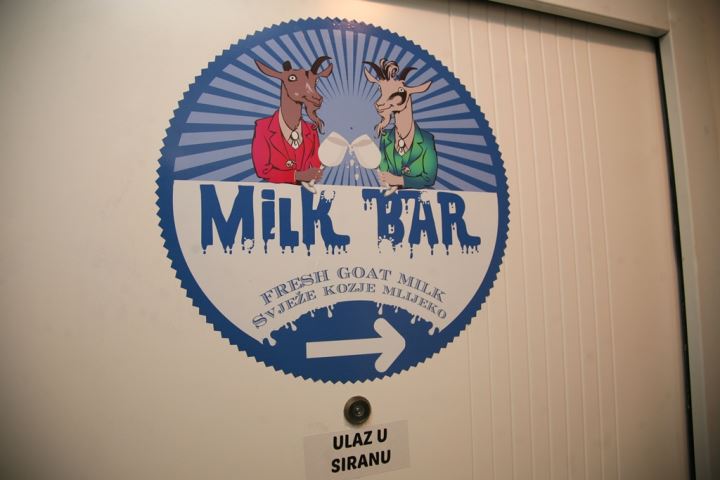 MiLK BAR
FRESH GOAT MILK
SVJEŽE KOZJE MLIJEKO
ULAZ U
SIRANU